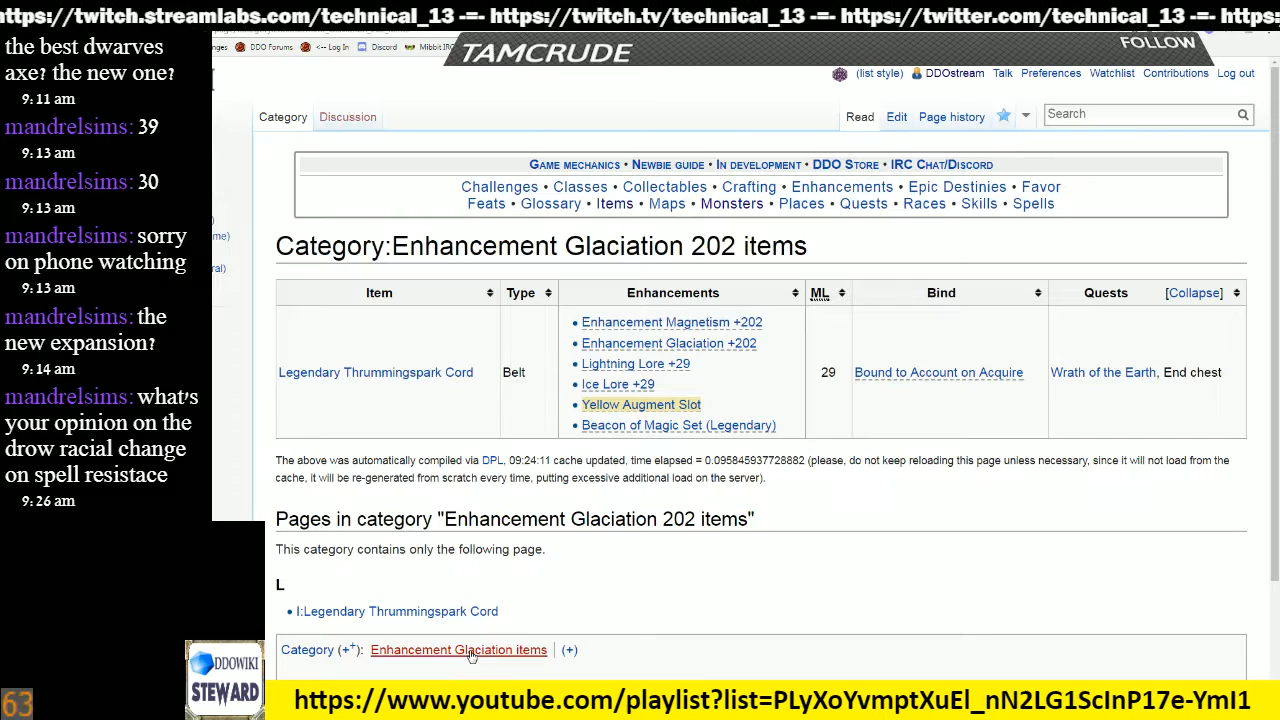 https://twitch.streamlabs.com/technical_13 -=- https://twitch.tv/technical_13 -=- https://twitter.com/technical_13 -=- https:
DDO Forums <-- Log In Discord Mibbit IRC
TAMCRUDE
FOLLOW
the best dwarves
axe? the new one?
9:11 am
mandrelsims: 39
9:13 am
mandrelsims: 30
9:13 am
mandrelsims: sorry
on phone watching
9:13 am
mandrelsims: the
new expansion?
9:14 am
mandrelsims: what's
your opinion on the
drow racial change
on spell resistace
9:26 am
(list style) DDOstream Talk Preferences Watchlist Contributions Log out
Category Discussion Read Edit Page history Search
Game mechanics • Newbie guide • In development • DDO Store • IRC Chat/Discord
Challenges • Classes • Collectables • Crafting • Enhancements • Epic Destinies • Favor
Feats • Glossary • Items • Maps • Monsters • Places • Quests • Races • Skills • Spells
Category:Enhancement Glaciation 202 items
Item Type Enhancements ML Bind Quests [Collapse]
Legendary Thrummingspark Cord Belt
• Enhancement Magnetism +202
• Enhancement Glaciation +202
• Lightning Lore +29
• Ice Lore +29
• Yellow Augment Slot
• Beacon of Magic Set (Legendary)
29 Bound to Account on Acquire Wrath of the Earth, End chest
The above was automatically compiled via DPL, 09:24:11 cache updated, time elapsed = 0.095845937728882 (please, do not keep reloading this page unless necessary, since it will not load from the
cache, it will be re-generated from scratch every time, putting excessive additional load on the server).
Pages in category "Enhancement Glaciation 202 items"
This category contains only the following page.
L
• I:Legendary Thrummingspark Cord
Category (++): Enhancement Glaciation items (+)
DDOWIKI
STEWARD
63
https://www.youtube.com/playlist?list=PLyXoYvmptXuEl_nN2LG1ScInP17e-YmI1